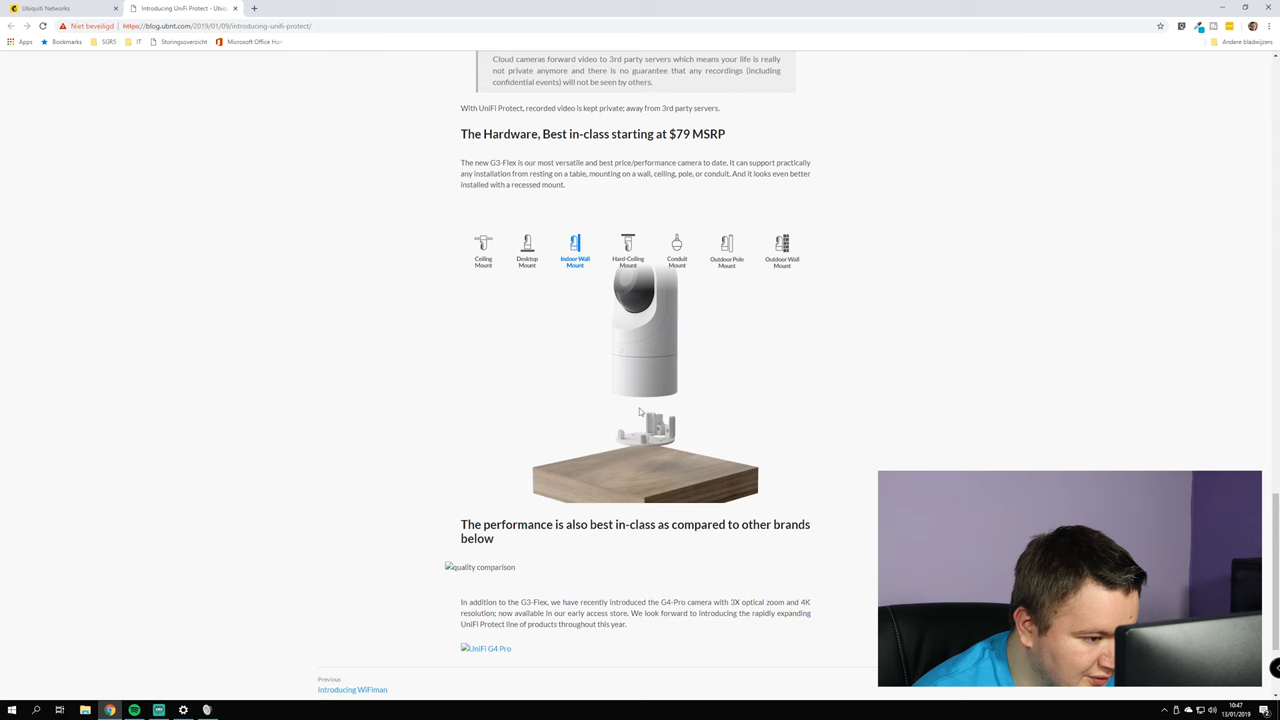 Ubiquiti Networks
Introducing UniFi Protect - Ubiq
Niet beveiligd
https://blog.ubnt.com/2019/01/09/introducing-unifi-protect/
Apps
Bookmarks
SGR5
IT
Storingsoverzicht
Microsoft Office Hom
Andere bladwijzers
Cloud cameras forward video to 3rd party servers which means your life is really
not private anymore and there is no guarantee that any recordings (including
confidential events) will not be seen by others.
With UniFi Protect, recorded video is kept private; away from 3rd party servers.
The Hardware, Best in-class starting at $79 MSRP
The new G3-Flex is our most versatile and best price/performance camera to date. It can support practically
any installation from resting on a table, mounting on a wall, ceiling, pole, or conduit. And it looks even better
installed with a recessed mount.
Ceiling Mount
Desktop Mount
Indoor Wall Mount
Hard-Ceiling Mount
Conduit Mount
Outdoor Pole Mount
Outdoor Wall Mount
The performance is also best in-class as compared to other brands
below
quality comparison
In addition to the G3-Flex, we have recently introduced the G4-Pro camera with 3X optical zoom and 4K
resolution; now available in our early access store. We look forward to introducing the rapidly expanding
UniFi Protect line of products throughout this year.
UniFi G4 Pro
Previous
Introducing WiFiman
10:47
13/01/2019